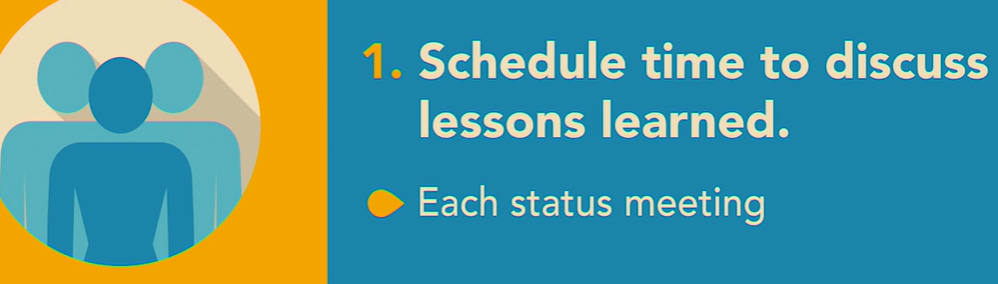 1. Schedule time to discuss
lessons learned.
Each status meeting